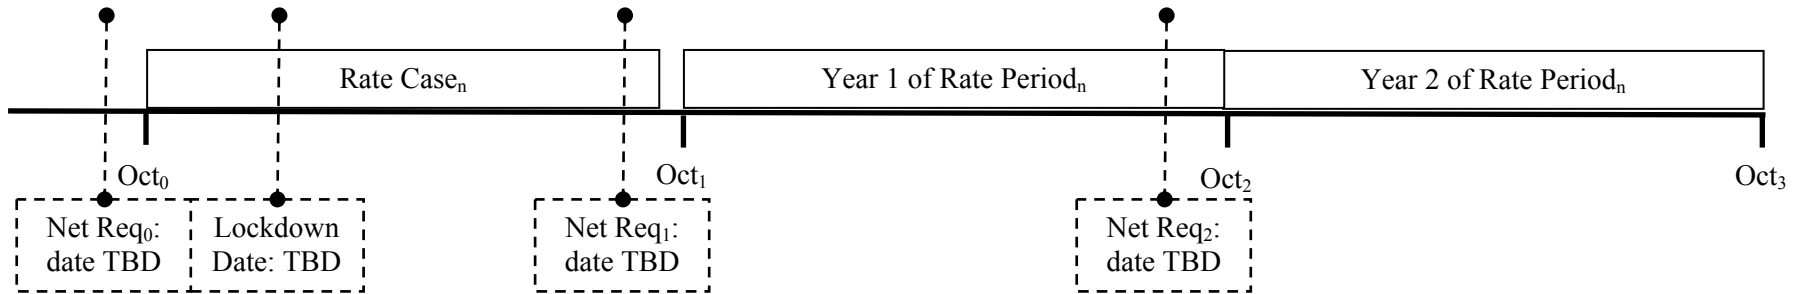 Rate Caseₙ
Year 1 of Rate Periodₙ
Year 2 of Rate Periodₙ
Oct₀
Oct₁
Oct₂
Oct₃
Net Req₀:
date TBD
Lockdown
Date: TBD
Net Req₁:
date TBD
Net Req₂:
date TBD